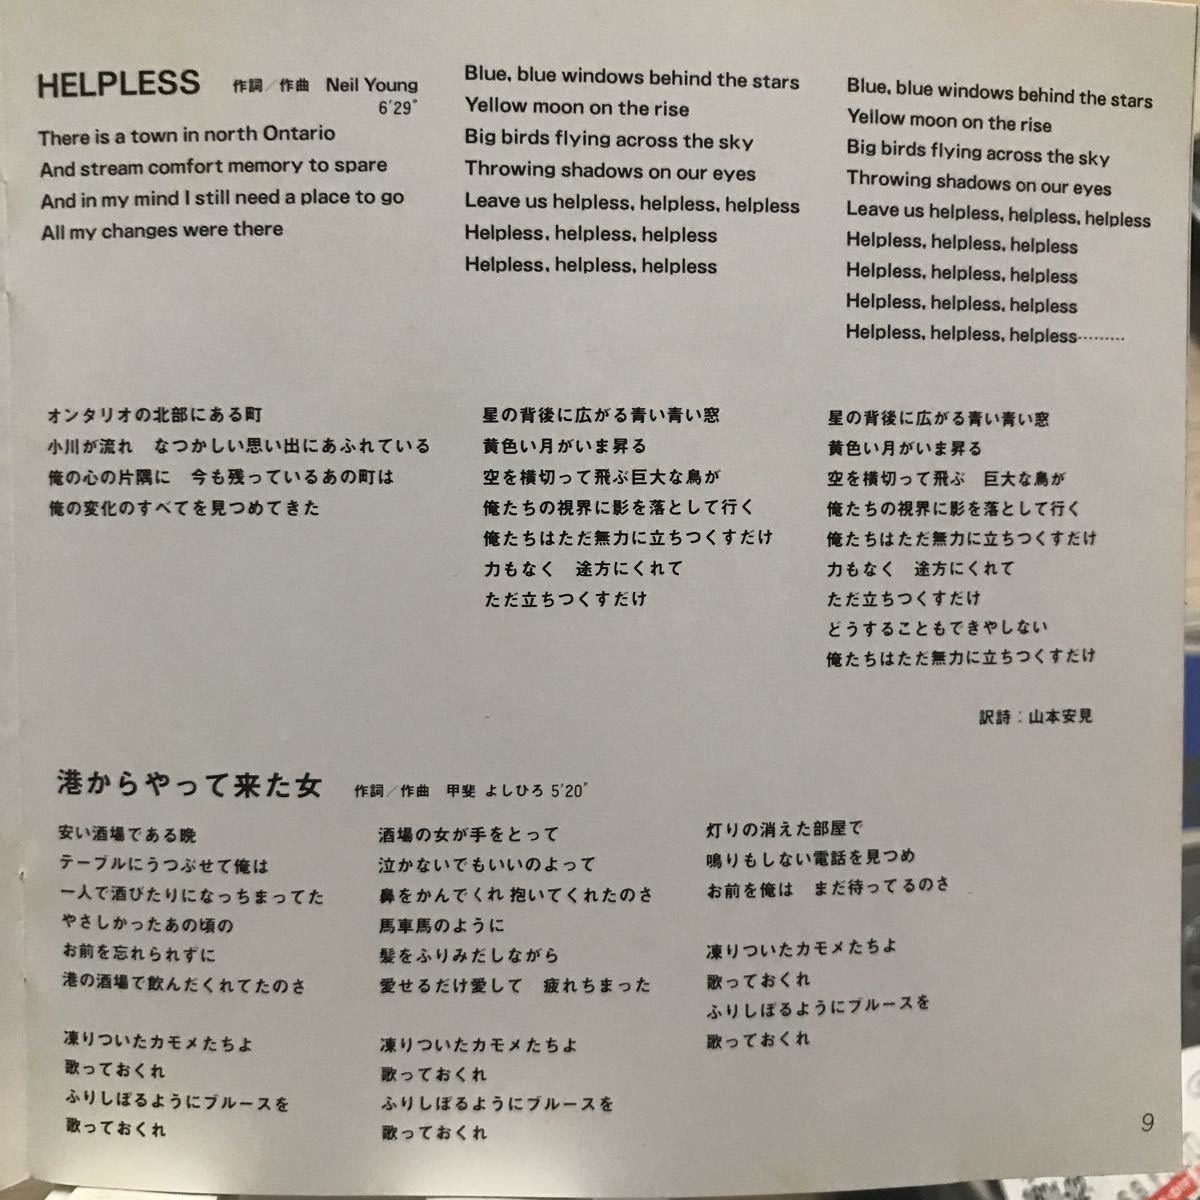 HELPLESS 作詞／作曲 Neil Young
6'29"
There is a town in north Ontario
And stream comfort memory to spare
And in my mind I still need a place to go
All my changes were there
Blue, blue windows behind the stars
Yellow moon on the rise
Big birds flying across the sky
Throwing shadows on our eyes
Leave us helpless, helpless, helpless
Helpless, helpless, helpless
Helpless, helpless, helpless
Blue, blue windows behind the stars
Yellow moon on the rise
Big birds flying across the sky
Throwing shadows on our eyes
Leave us helpless, helpless, helpless
Helpless, helpless, helpless
Helpless, helpless, helpless
Helpless, helpless, helpless
Helpless, helpless, helpless………
オンタリオの北部にある町
小川が流れ　なつかしい思い出にあふれている
俺の心の片隅に　今も残っているあの町は
俺の変化のすべてを見つめてきた
星の背後に広がる青い青い窓
黄色い月がいま昇る
空を横切って飛ぶ巨大な鳥が
俺たちの視界に影を落として行く
俺たちはただ無力に立ちつくすだけ
力もなく　途方にくれて
ただ立ちつくすだけ
星の背後に広がる青い青い窓
黄色い月がいま昇る
空を横切って飛ぶ　巨大な鳥が
俺たちの視界に影を落として行く
俺たちはただ無力に立ちつくすだけ
力もなく　途方にくれて
ただ立ちつくすだけ
どうすることもできやしない
俺たちはただ無力に立ちつくすだけ
訳詩：山本安見
港からやって来た女 作詞／作曲　甲斐 よしひろ 5'20"
安い酒場である晩
テーブルにうつぶせて俺は
一人で酒びたりになっちまってた
やさしかったあの頃の
お前を忘れられずに
港の酒場で飲んだくれてたのさ
凍りついたカモメたちよ
歌っておくれ
ふりしぼるようにブルースを
歌っておくれ
酒場の女が手をとって
泣かないでもいいのよって
鼻をかんでくれ 抱いてくれたのさ
馬車馬のように
髪をふりみだしながら
愛せるだけ愛して　疲れちまった
凍りついたカモメたちよ
歌っておくれ
ふりしぼるようにブルースを
歌っておくれ
灯りの消えた部屋で
鳴りもしない電話を見つめ
お前を俺は　まだ待ってるのさ
凍りついたカモメたちよ
歌っておくれ
ふりしぼるようにブルースを
歌っておくれ
9